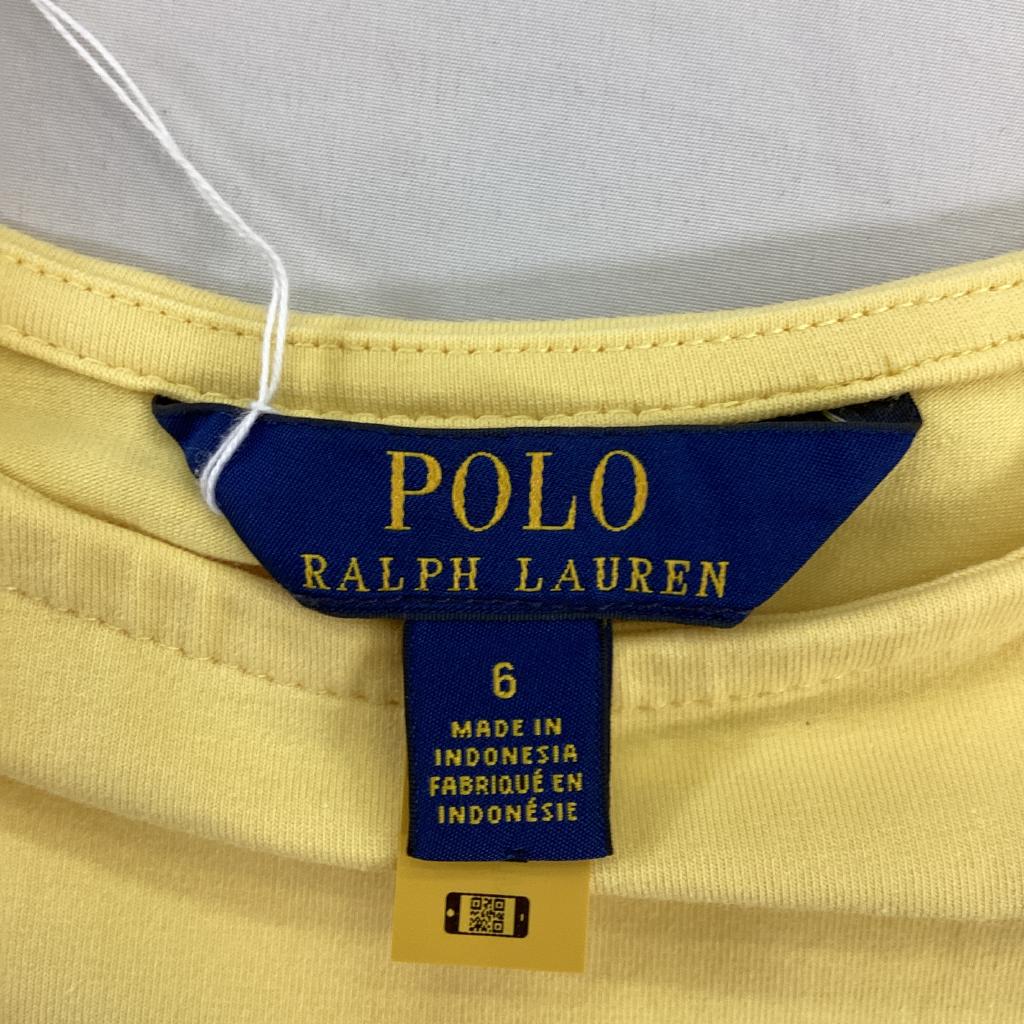 POLO
RALPH LAUREN
6
MADE IN
INDONESIA
FABRIQUÉ EN
INDONÉSIE